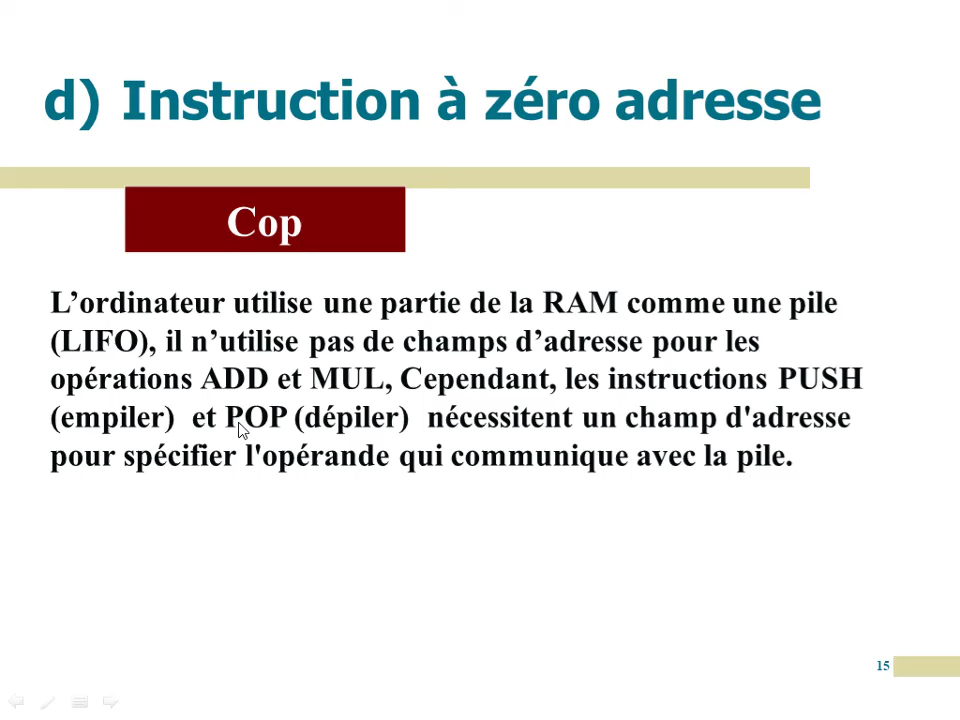 d) Instruction à zéro adresse
Cop
L’ordinateur utilise une partie de la RAM comme une pile
(LIFO), il n’utilise pas de champs d’adresse pour les
opérations ADD et MUL, Cependant, les instructions PUSH
(empiler) et POP (dépiler) nécessitent un champ d'adresse
pour spécifier l'opérande qui communique avec la pile.
15